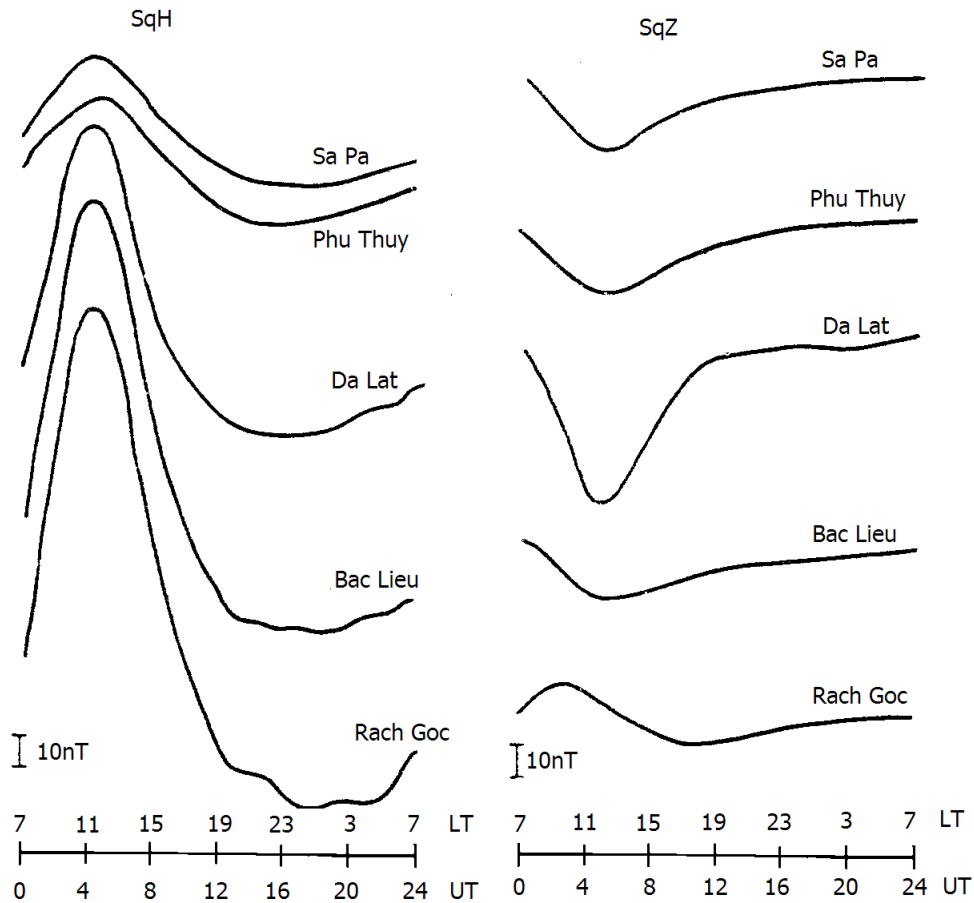 SqH
Sa Pa
Phu Thuy
Da Lat
Bac Lieu
Rach Goc
10nT
7 11 15 19 23 3 7 LT
0 4 8 12 16 20 24 UT
SqZ
Sa Pa
Phu Thuy
Da Lat
Bac Lieu
Rach Goc
10nT
7 11 15 19 23 3 7 LT
0 4 8 12 16 20 24 UT